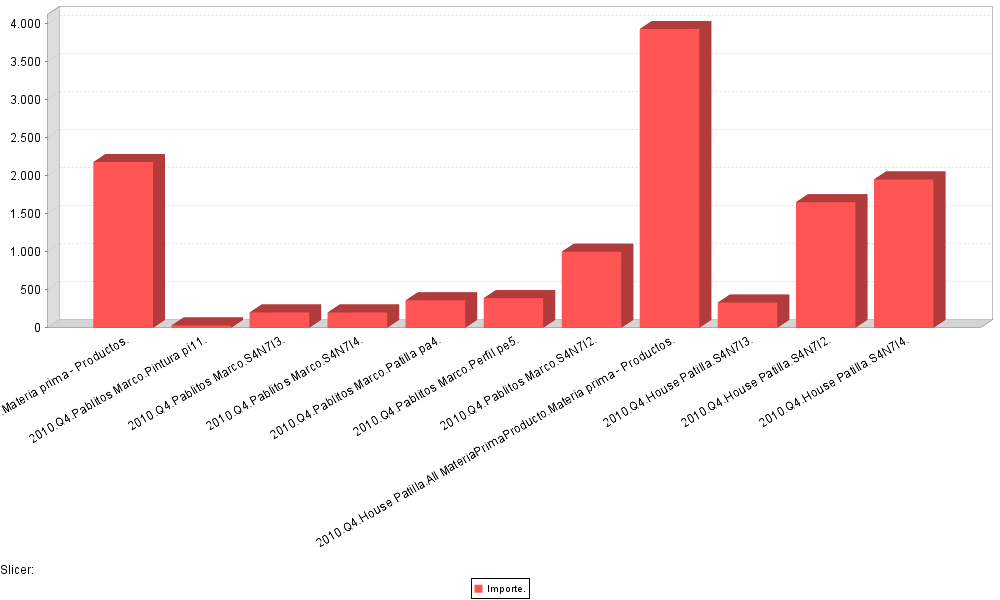 4.000
3.500
3.000
2.500
2.000
1.500
1.000
500
0
.Materia prima - Productos.
2010.Q4.Pablitos Marco.Pintura pi11.
2010.Q4.Pablitos Marco.S4N7I3.
2010.Q4.Pablitos Marco.S4N7I4.
2010.Q4.Pablitos Marco.Patilla pa4.
2010.Q4.Pablitos Marco.Perfil pe5.
2010.Q4.Pablitos Marco.S4N7I2.
2010.Q4.House Patilla.All MateriaPrimaProducto.Materia prima - Productos.
2010.Q4.House Patilla.S4N7I3.
2010.Q4.House Patilla.S4N7I2.
2010.Q4.House Patilla.S4N7I4.
Slicer:
Importe.